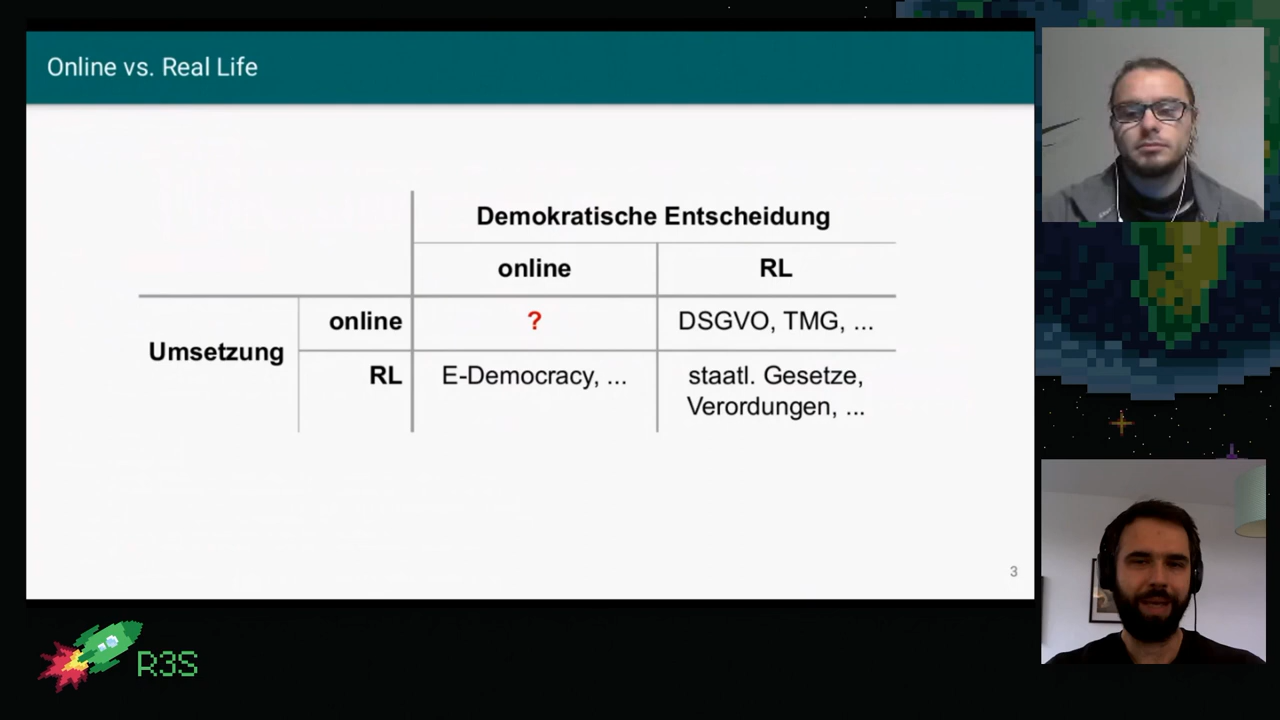 Online vs. Real Life
Demokratische Entscheidung
online RL
Umsetzung
online ? DSGVO, TMG, ...
RL E-Democracy, ... staatl. Gesetze,
Verordungen, ...
3
R3S